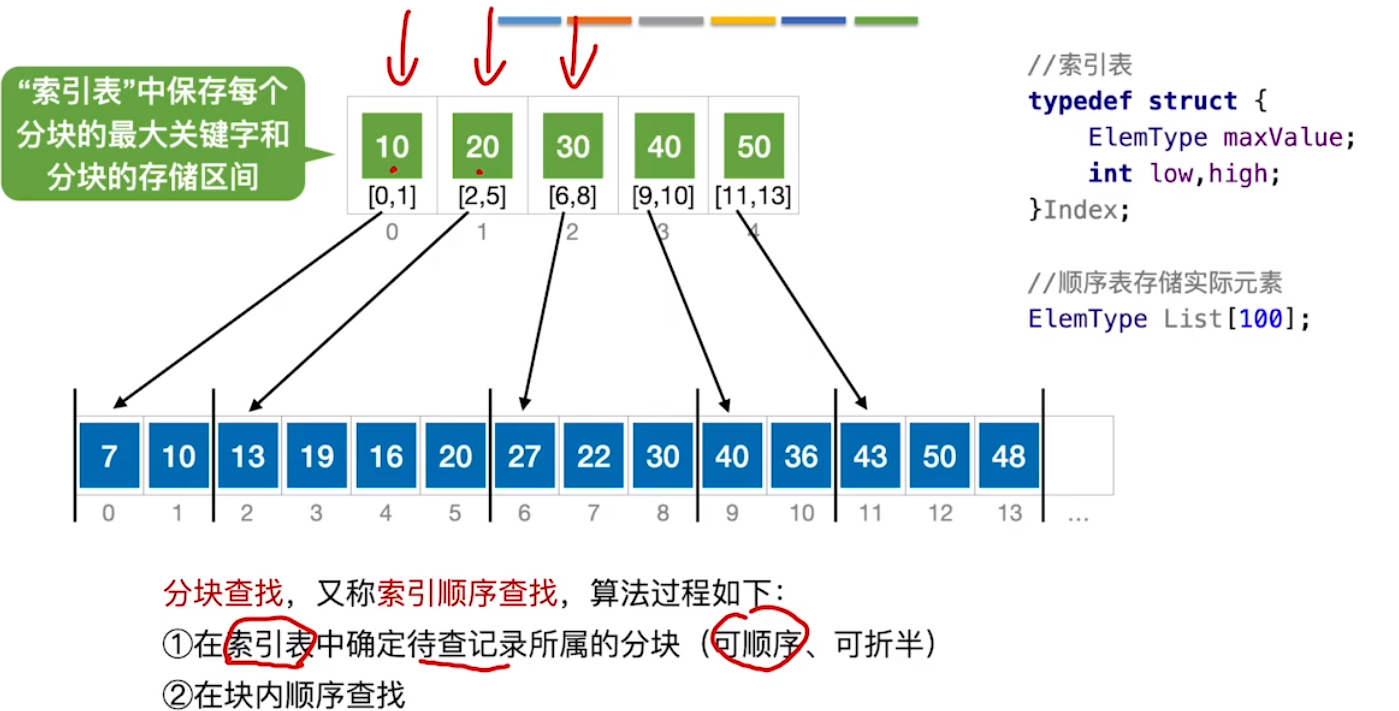 “索引表”中保存每个
分块的最大关键字和
分块的存储区间
10 20 30 40 50
[0,1] [2,5] [6,8] [9,10] [11,13]
0 1 2 3 4
//索引表
typedef struct {
ElemType maxValue;
int low,high;
}Index;
//顺序表存储实际元素
ElemType List[100];
7 10 13 19 16 20 27 22 30 40 36 43 50 48
0 1 2 3 4 5 6 7 8 9 10 11 12 13 …
分块查找，又称索引顺序查找，算法过程如下：
①在索引表中确定待查记录所属的分块（可顺序、可折半）
②在块内顺序查找